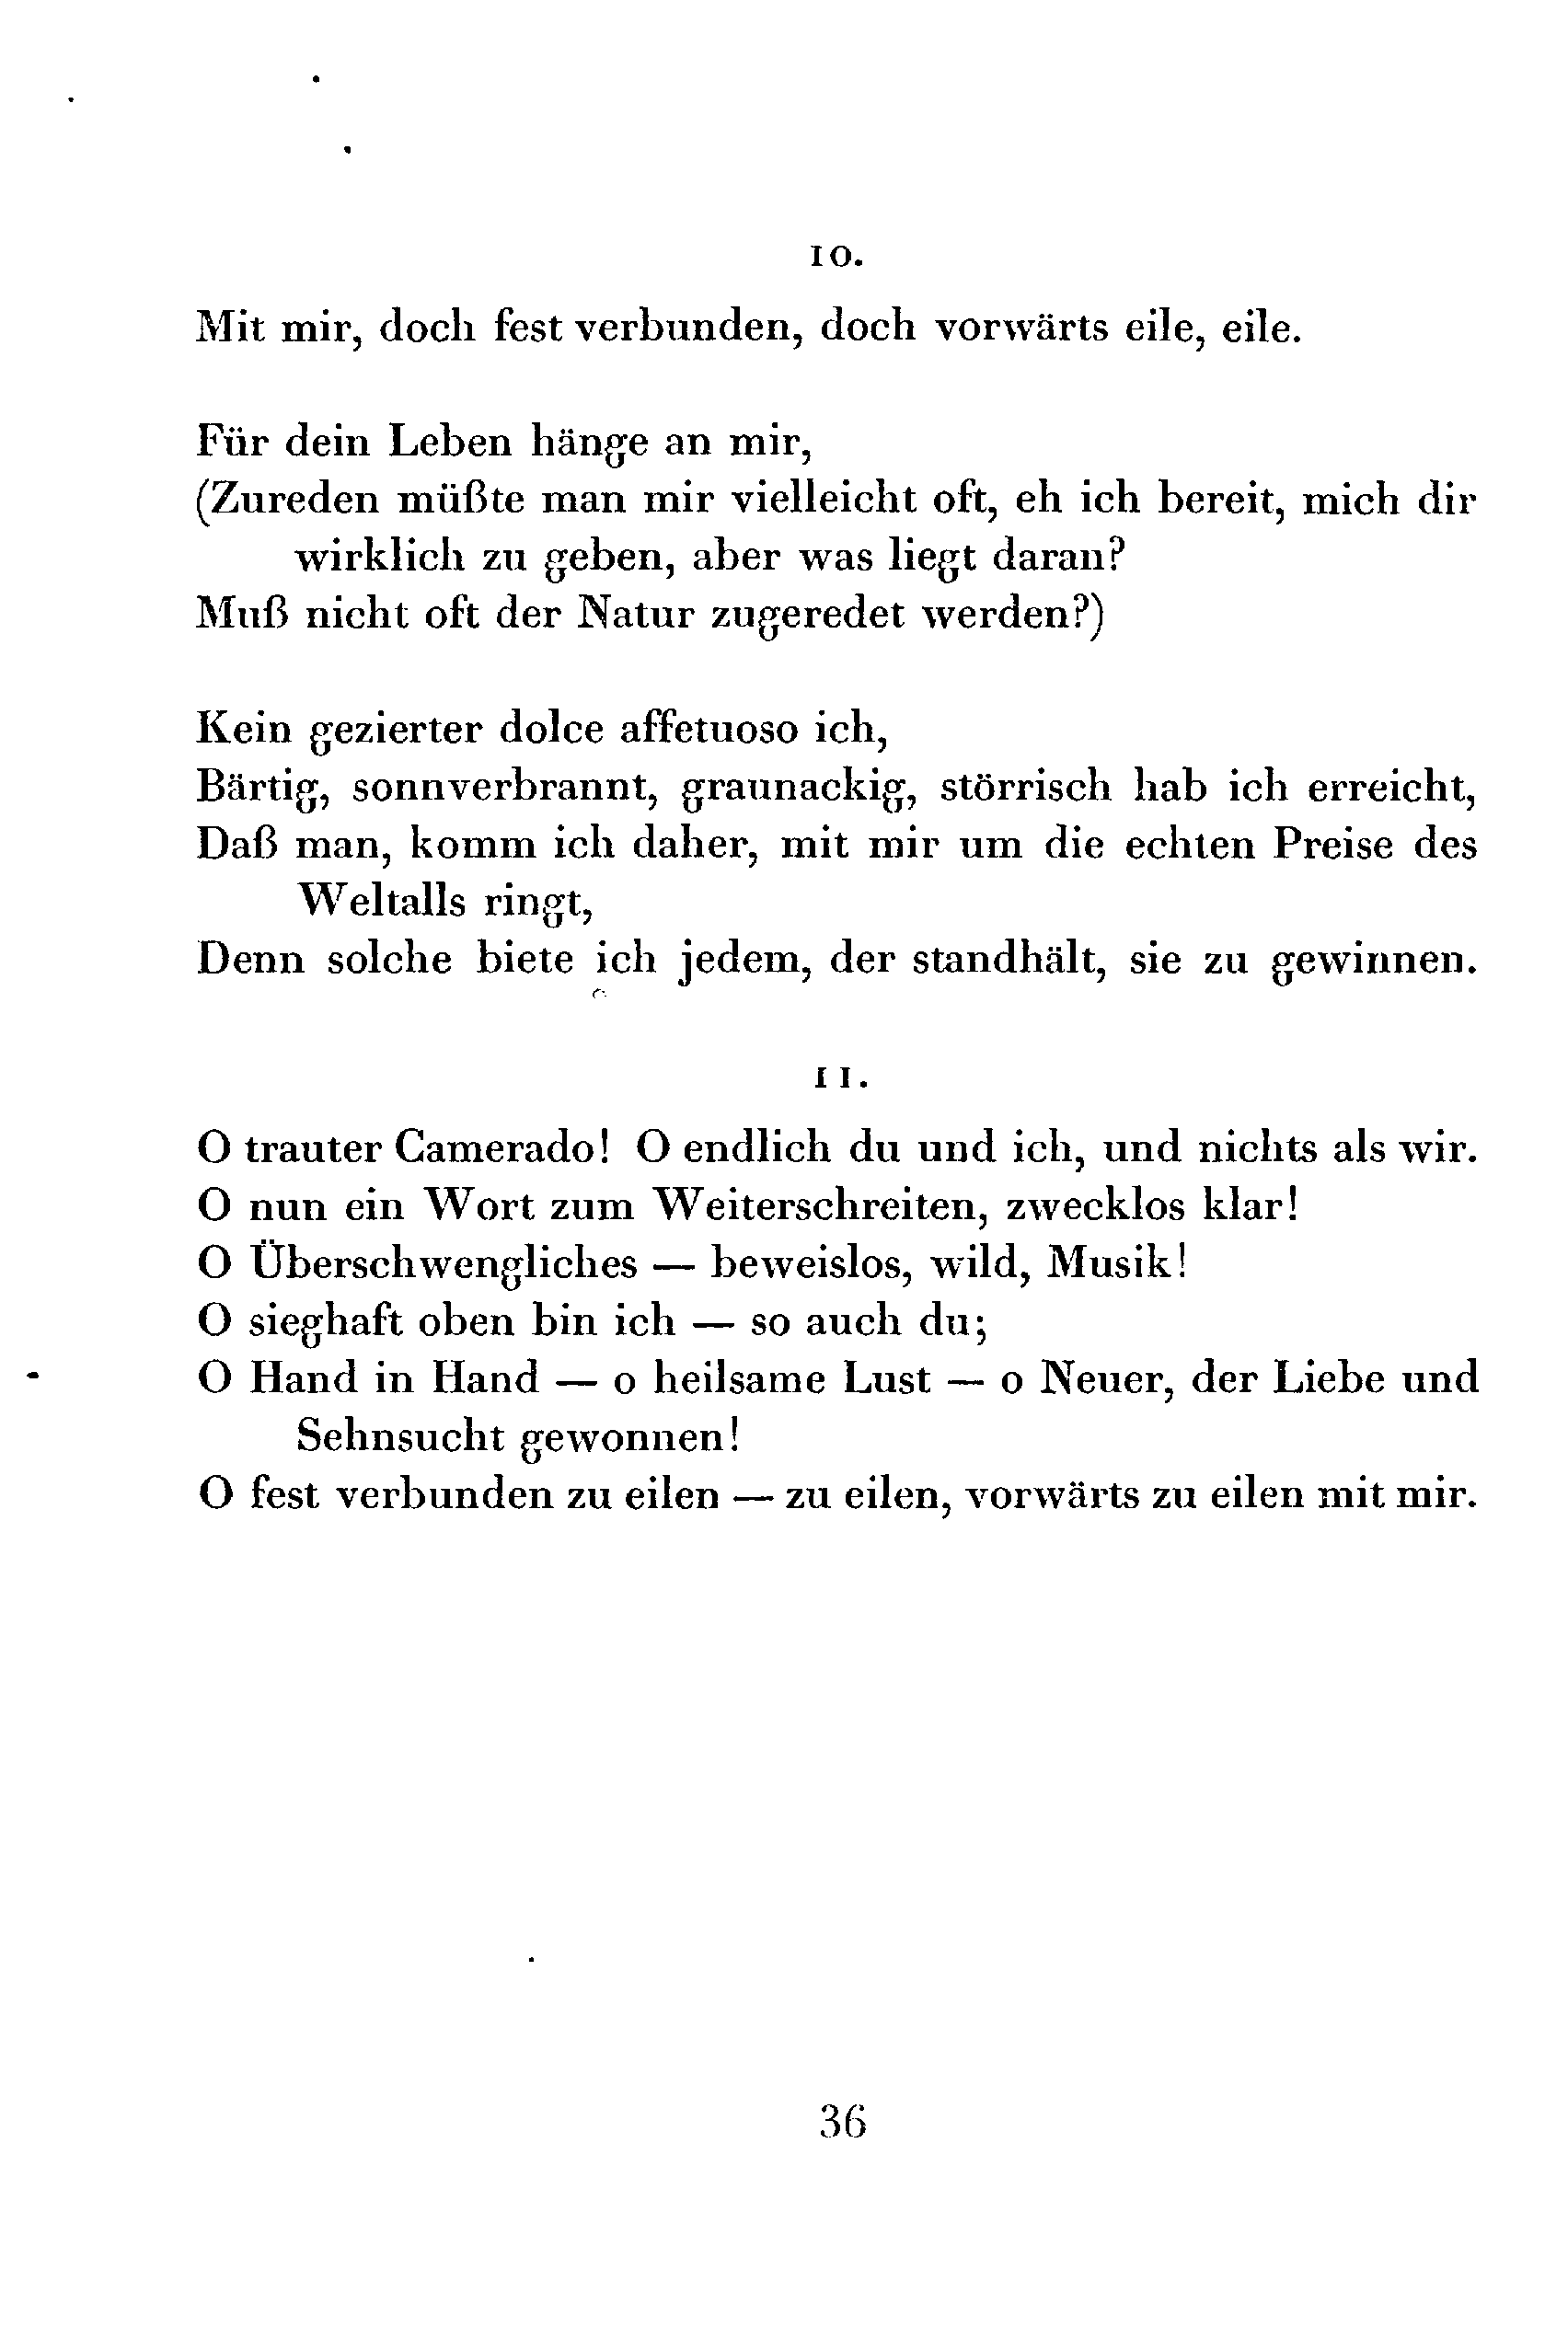 10.
Mit mir, doch fest verbunden, doch vorwärts eile, eile.
Für dein Leben hänge an mir,
(Zureden müßte man mir vielleicht oft, eh ich bereit, mich dir
wirklich zu geben, aber was liegt daran?
Muß nicht oft der Natur zugeredet werden?)
Kein gezierter dolce affetuoso ich,
Bärtig, sonnverbrannt, graunackig, störrisch hab ich erreicht,
Daß man, komm ich daher, mit mir um die echten Preise des
Weltalls ringt,
Denn solche biete ich jedem, der standhält, sie zu gewinnen.
11.
O trauter Camerado! O endlich du und ich, und nichts als wir.
O nun ein Wort zum Weiterschreiten, zwecklos klar!
O Überschwengliches — beweislos, wild, Musik!
O sieghaft oben bin ich — so auch du;
O Hand in Hand — o heilsame Lust — o Neuer, der Liebe und
Sehnsucht gewonnen!
O fest verbunden zu eilen — zu eilen, vorwärts zu eilen mit mir.
36